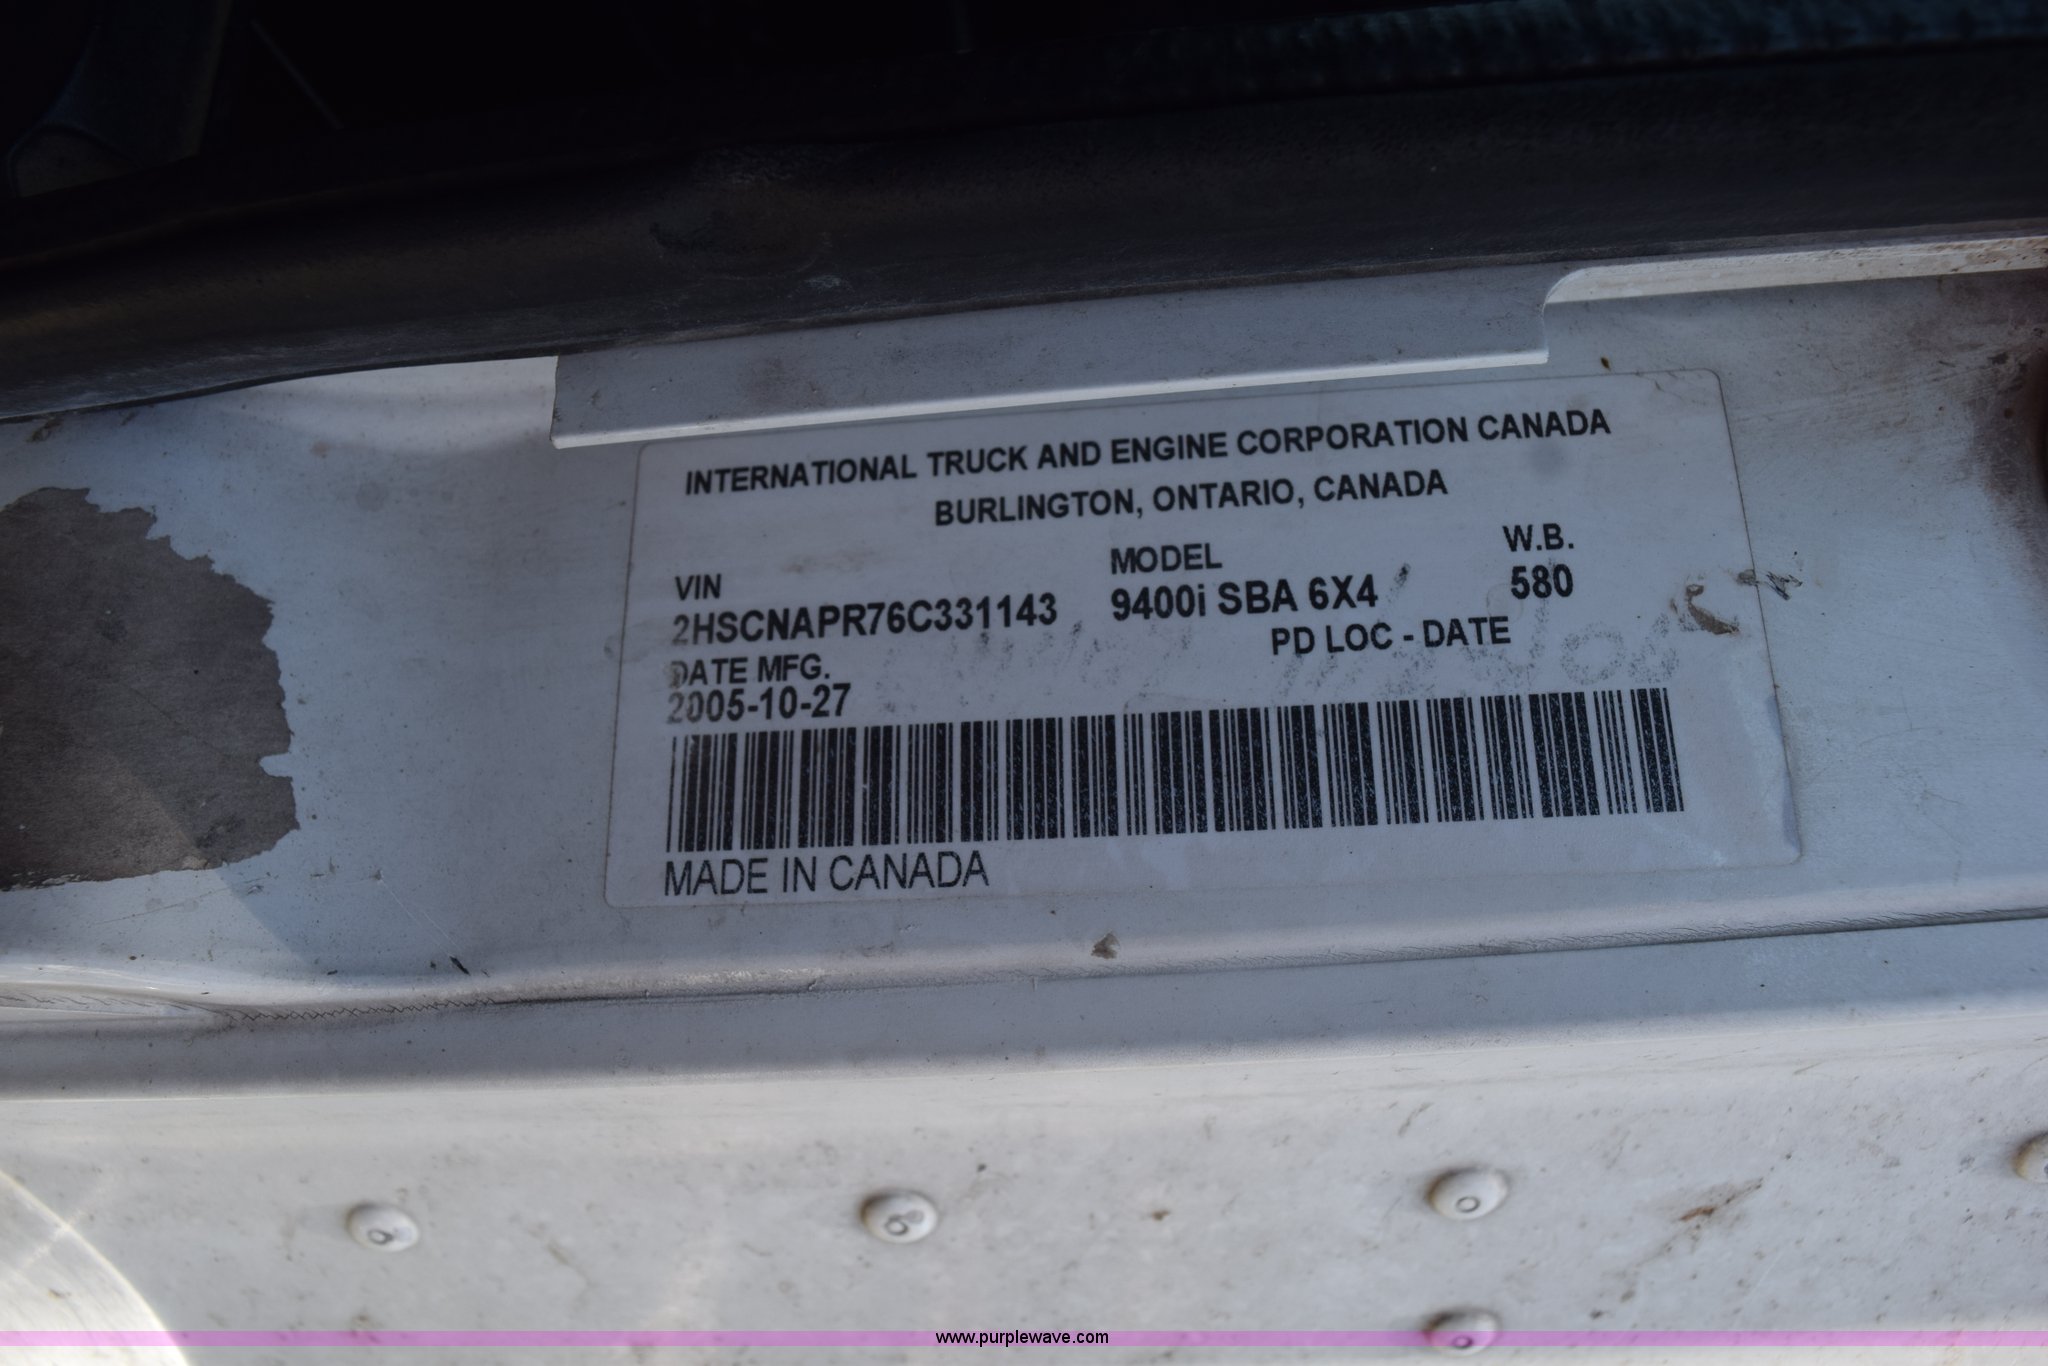 INTERNATIONAL TRUCK AND ENGINE CORPORATION CANADA
BURLINGTON, ONTARIO, CANADA
VIN MODEL W.B.
2HSCNAPR76C331143 9400i SBA 6X4 580
DATE MFG. PD LOC - DATE
2005-10-27
MADE IN CANADA
www.purplewave.com